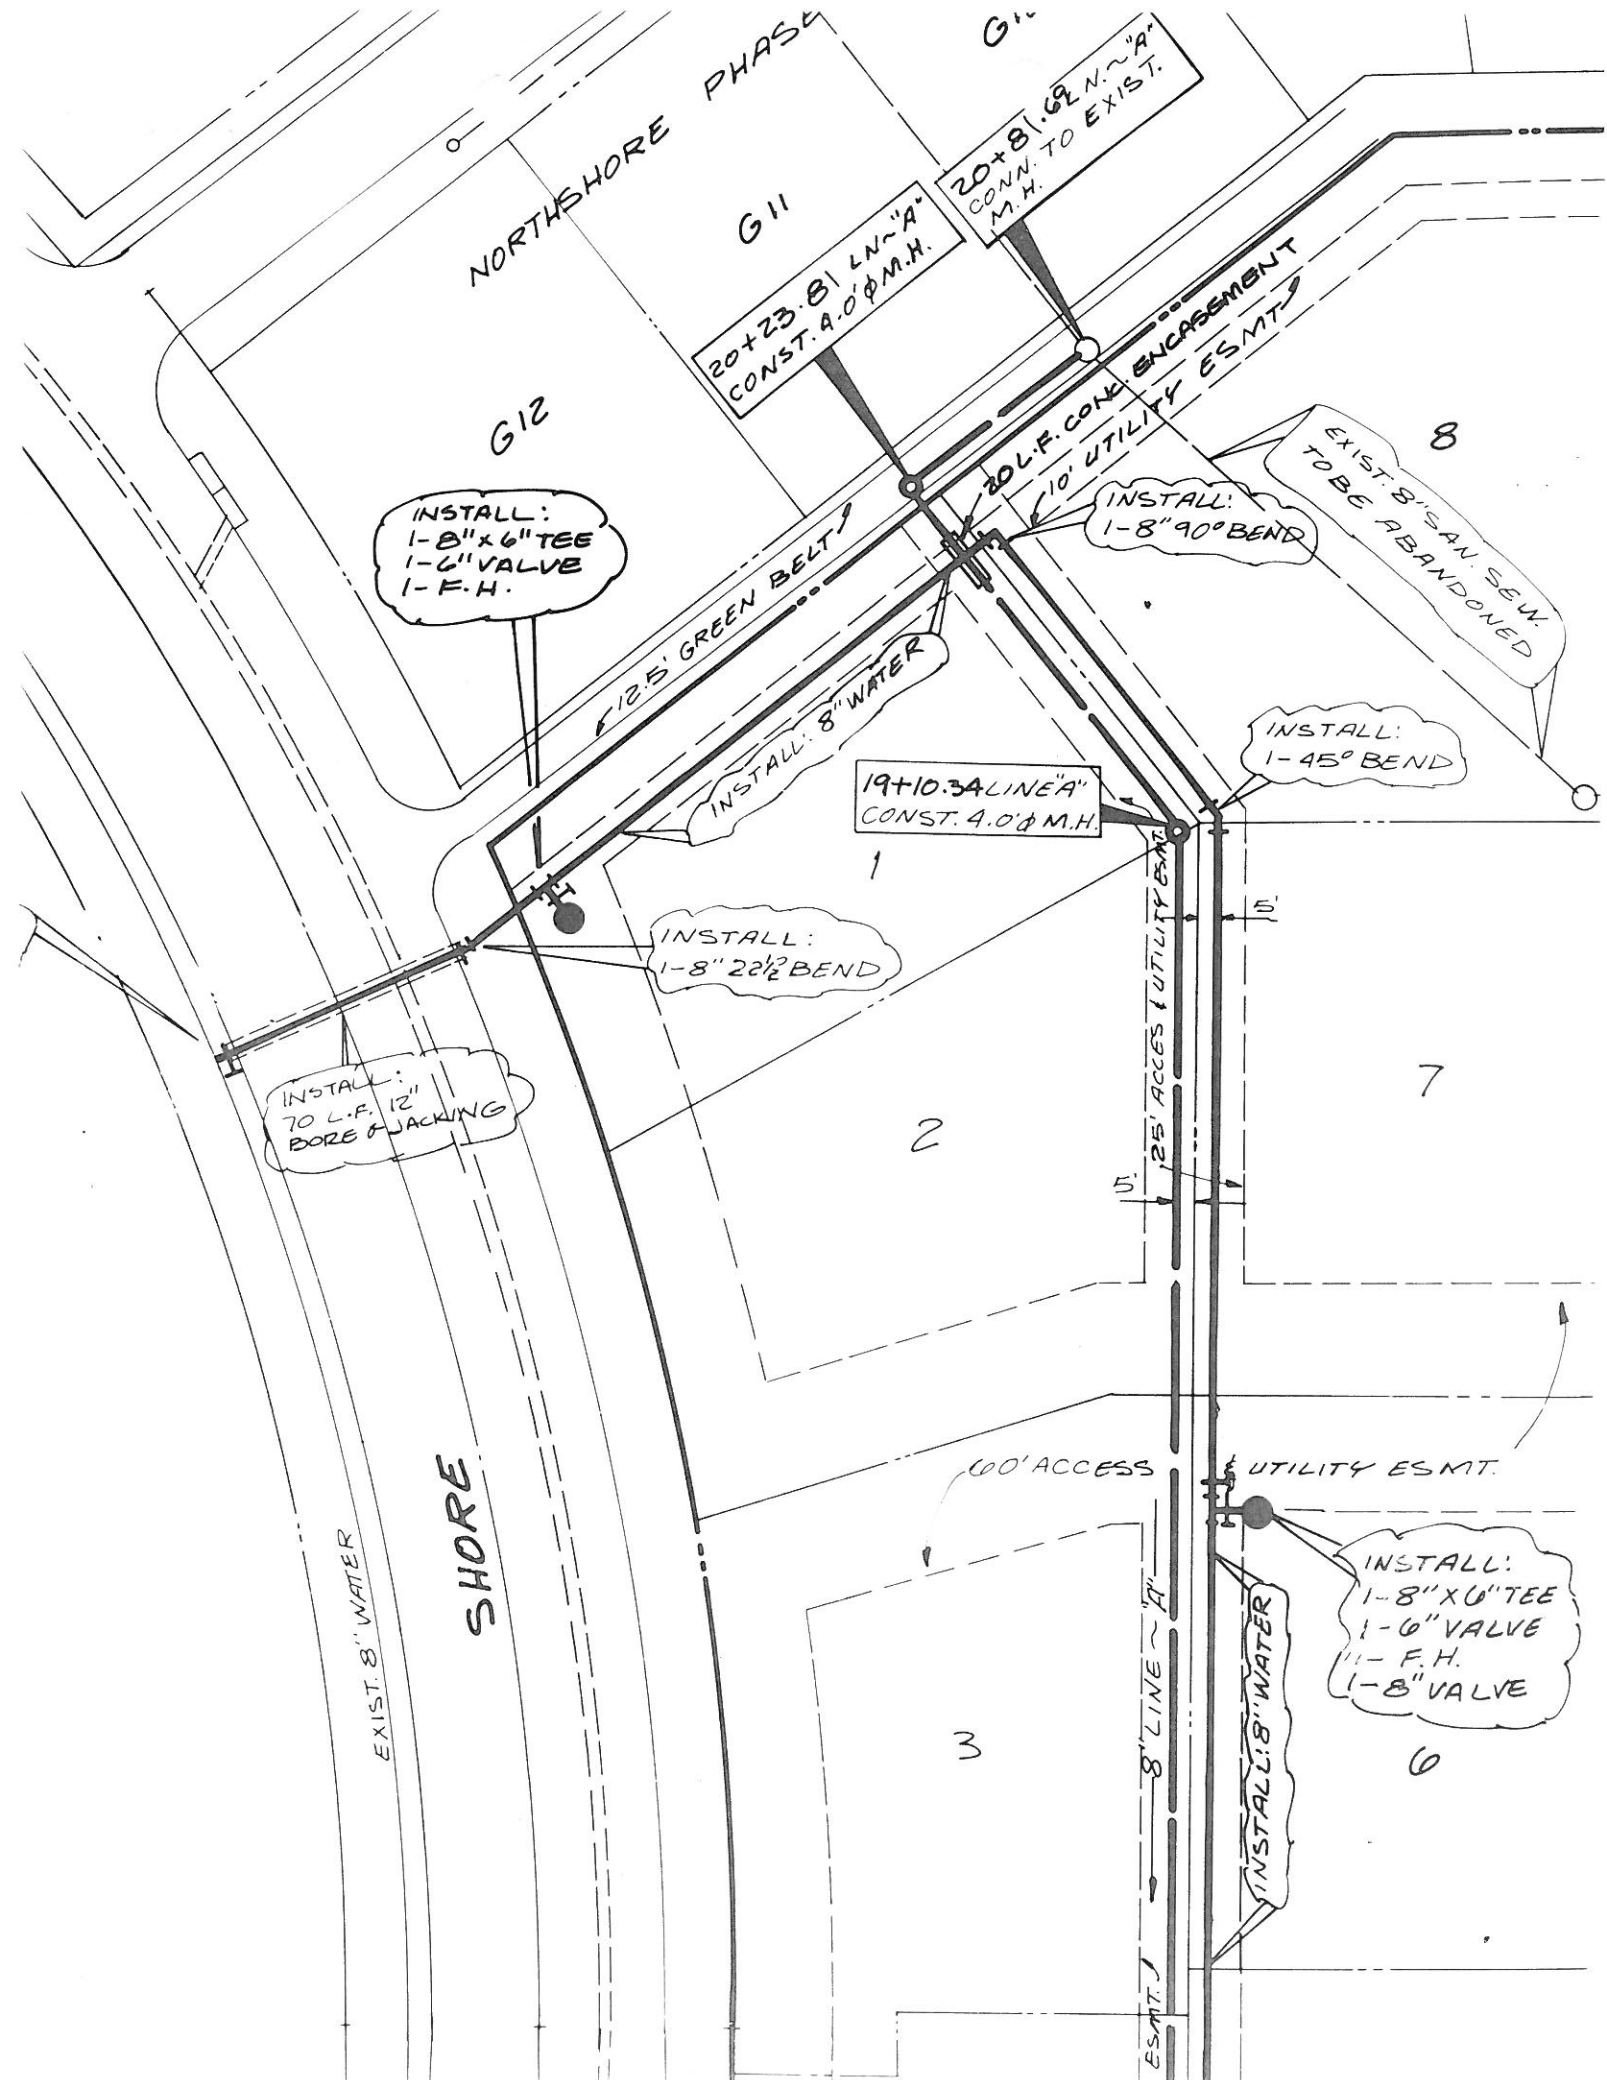 NORTHSHORE PHASE
G11
G12
20+81.62 LN.~"A"
CONN. TO EXIST.
M.H.
20+23.81 LN~"A"
CONST. 4.0'φ M.H.
20 L.F. CONC. ENCASEMENT
10' UTILITY ESMT.
8
EXIST. 8" SAN. SEW.
TO BE ABANDONED
INSTALL:
1-8" X 6" TEE
1-6" VALVE
1- F.H.
INSTALL:
1-8" 90° BEND
12.5' GREEN BELT
INSTALL: 8" WATER
INSTALL:
1-45° BEND
19+10.34 LINE "A"
CONST. 4.0'φ M.H.
1
5'
INSTALL:
1-8" 22½° BEND
25' ACCES & UTILITY ESMT.
INSTALL:
70 L.F. 12"
BORE & JACKING
2
7
5'
60' ACCESS & UTILITY ESMT.
SHORE
EXIST. 8" WATER
INSTALL:
1-8" X 6" TEE
1-6" VALVE
1- F.H.
1-8" VALVE
8" LINE ~ "A"
INSTALL: 8" WATER
3
6
ESMT.